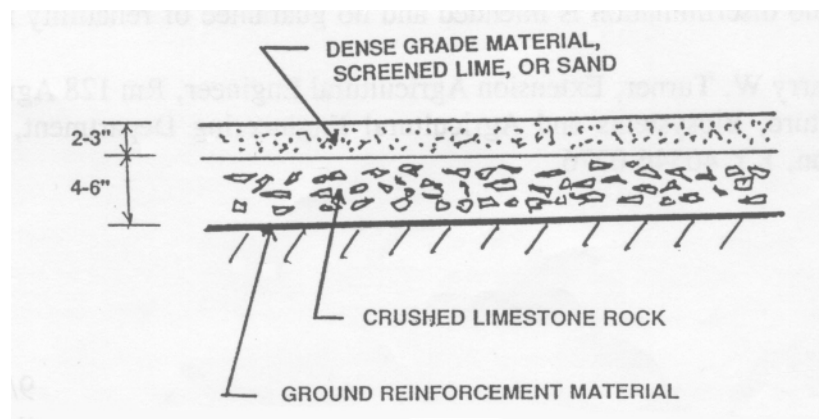 DENSE GRADE MATERIAL,
SCREENED LIME, OR SAND
2-3"
4-6"
CRUSHED LIMESTONE ROCK
GROUND REINFORCEMENT MATERIAL